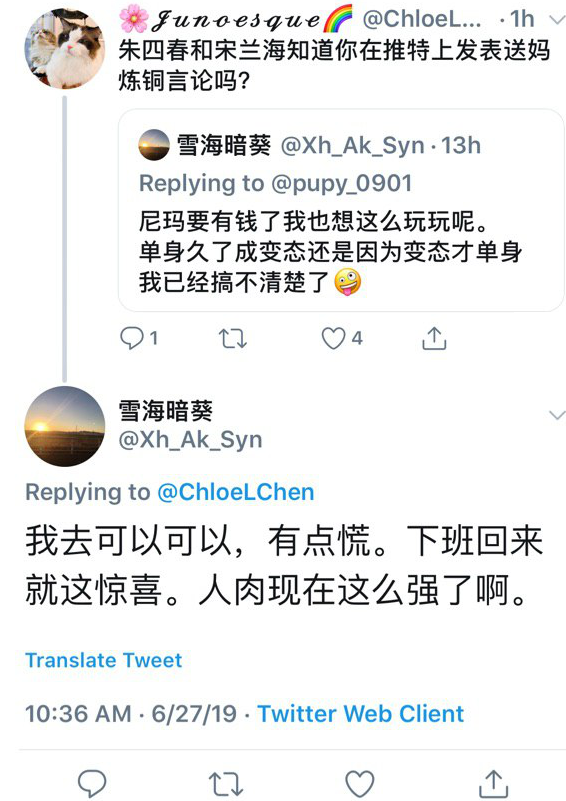 🌸𝓙𝓾𝓷𝓸𝓮𝓼𝓺𝓾𝓮🌈 @ChloeL... · 1h
朱四春和宋兰海知道你在推特上发表送妈
炼铜言论吗？
雪海暗葵 @Xh_Ak_Syn · 13h
Replying to @pupy_0901
尼玛要有钱了我也想这么玩玩呢。
单身久了成变态还是因为变态才单身
我已经搞不清楚了🤪
1 4
雪海暗葵
@Xh_Ak_Syn
Replying to @ChloeLChen
我去可以可以，有点慌。下班回来
就这惊喜。人肉现在这么强了啊。
Translate Tweet
10:36 AM · 6/27/19 · Twitter Web Client